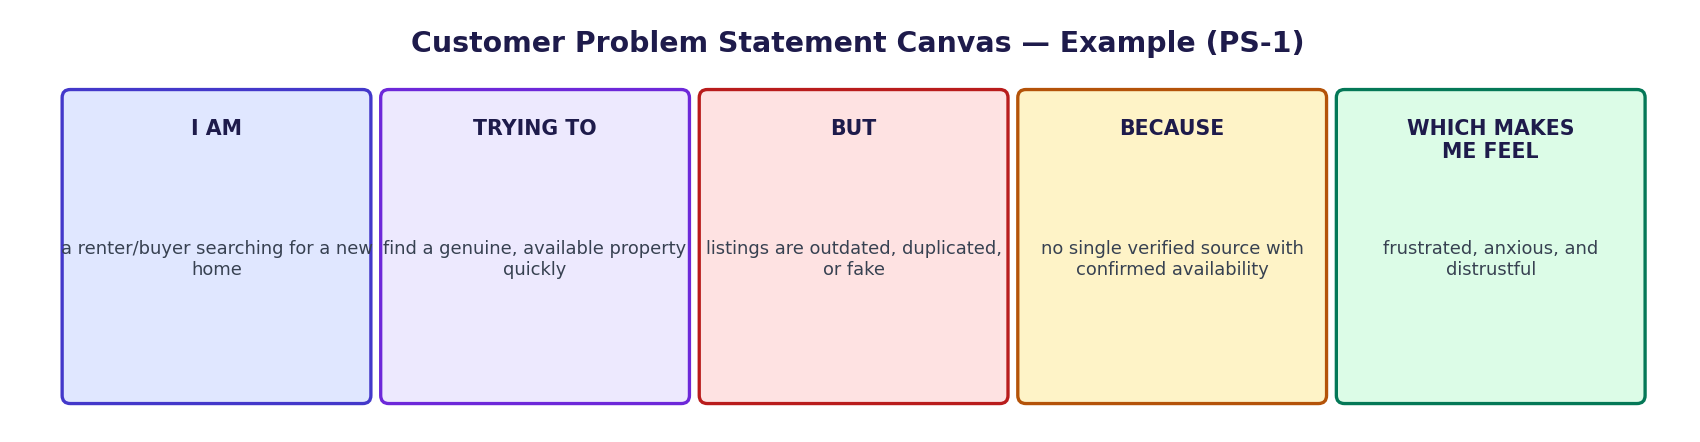 Customer Problem Statement Canvas — Example (PS-1)
I AM
a renter/buyer searching for a new
home
TRYING TO
find a genuine, available property
quickly
BUT
listings are outdated, duplicated,
or fake
BECAUSE
no single verified source with
confirmed availability
WHICH MAKES
ME FEEL
frustrated, anxious, and
distrustful